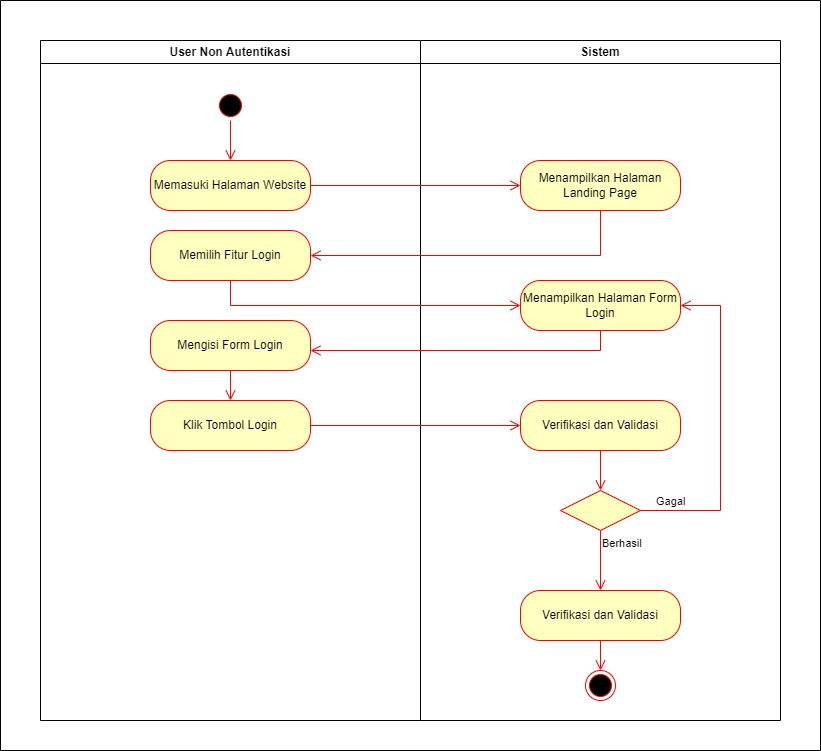 User Non Autentikasi
Sistem
Memasuki Halaman Website
Menampilkan Halaman
Landing Page
Memilih Fitur Login
Menampilkan Halaman Form
Login
Mengisi Form Login
Klik Tombol Login
Verifikasi dan Validasi
Gagal
Berhasil
Verifikasi dan Validasi